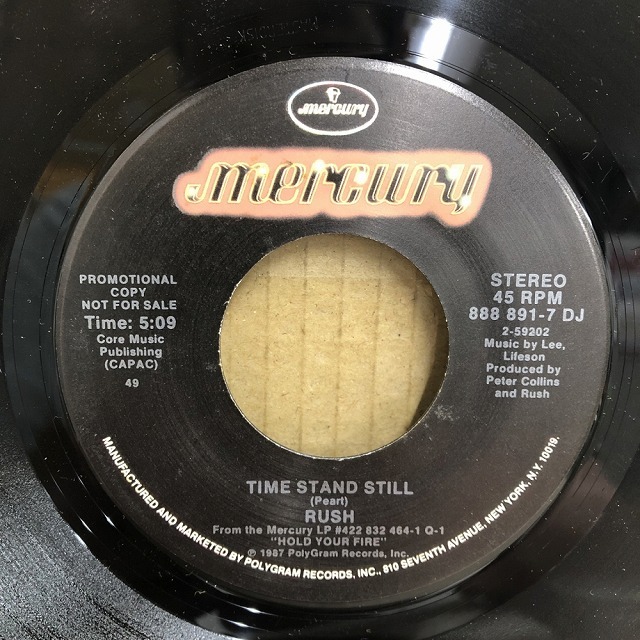 mercury
mercury
PROMOTIONAL
COPY
NOT FOR SALE
Time: 5:09
Core Music
Publishing
(CAPAC)
49
STEREO
45 RPM
888 891-7 DJ
2-59202
Music by Lee,
Lifeson
Produced by
Peter Collins
and Rush
TIME STAND STILL
(Peart)
RUSH
From the Mercury LP #422 832 464-1 Q-1
"HOLD YOUR FIRE"
℗ 1987 PolyGram Records, Inc.
MANUFACTURED AND MARKETED BY POLYGRAM RECORDS, INC., 810 SEVENTH AVENUE, NEW YORK, N.Y. 10019.